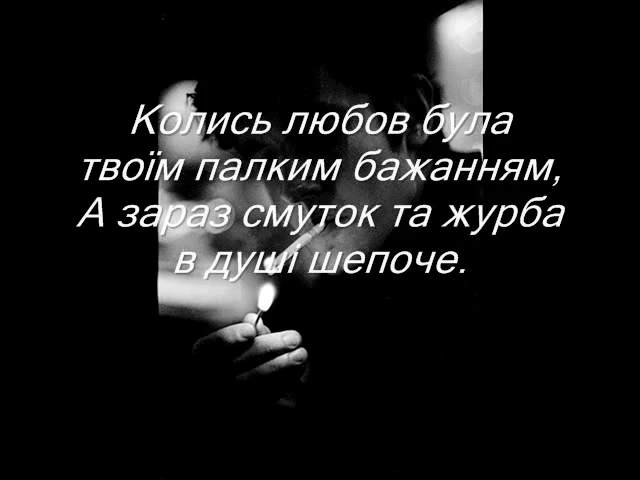 Колись любов була
твоїм палким бажанням,
А зараз смуток та журба
в душі шепоче.